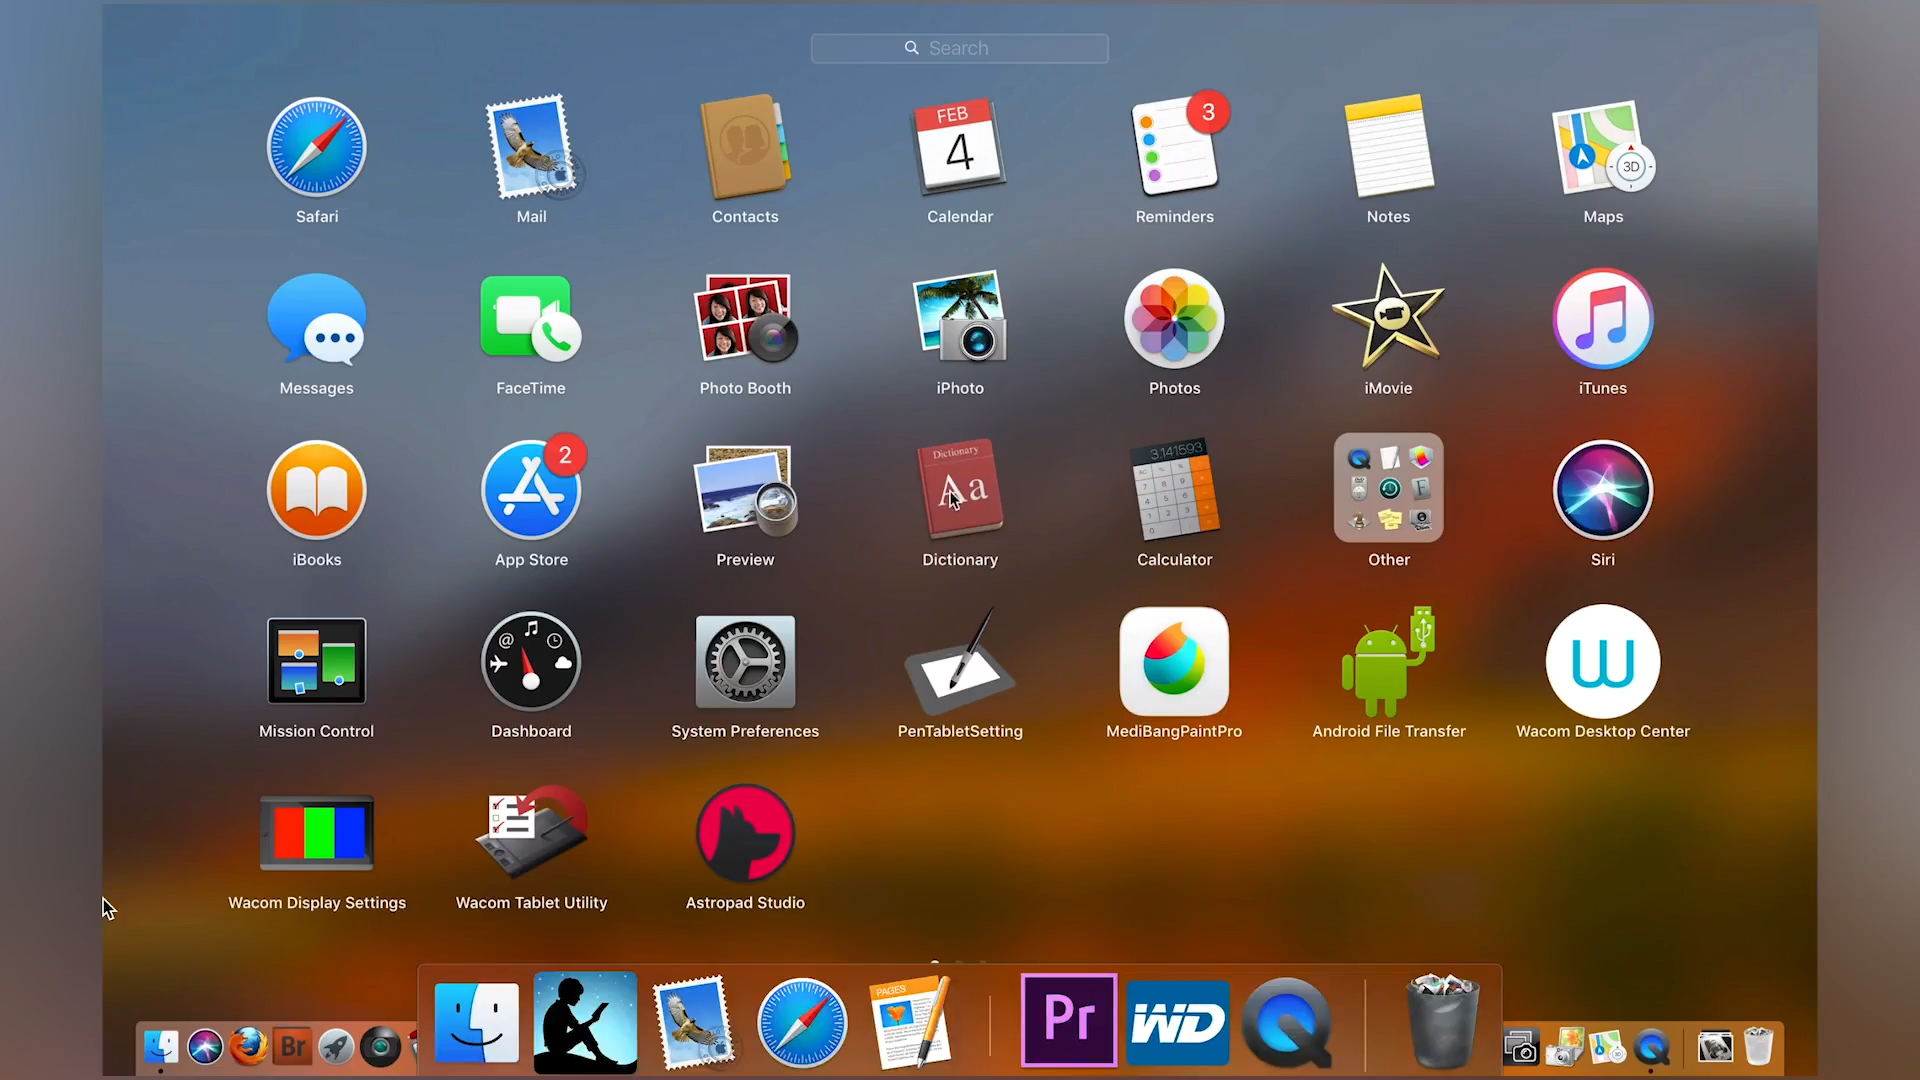 Search
FEB
4
3
3D
Safari
Mail
Contacts
Calendar
Reminders
Notes
Maps
Messages
FaceTime
Photo Booth
iPhoto
Photos
iMovie
iTunes
2
Dictionary
Aa
3.141593
iBooks
App Store
Preview
Dictionary
Calculator
Other
Siri
Mission Control
Dashboard
System Preferences
PenTabletSetting
MediBangPaintPro
Android File Transfer
Wacom Desktop Center
Wacom Display Settings
Wacom Tablet Utility
Astropad Studio
Br
PAGES
Pr
WD